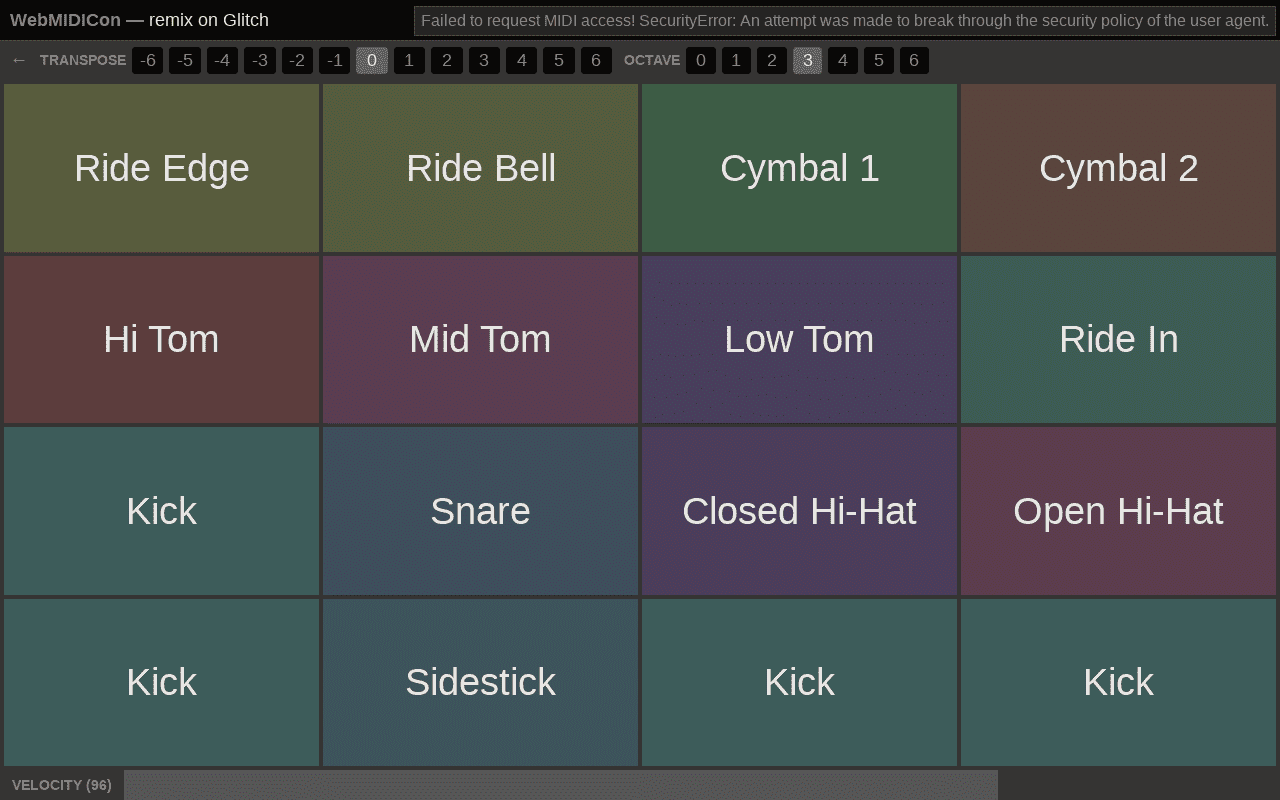 WebMIDICon — remix on Glitch
Failed to request MIDI access! SecurityError: An attempt was made to break through the security policy of the user agent.
← TRANSPOSE -6 -5 -4 -3 -2 -1 0 1 2 3 4 5 6 OCTAVE 0 1 2 3 4 5 6
Ride Edge Ride Bell Cymbal 1 Cymbal 2
Hi Tom Mid Tom Low Tom Ride In
Kick Snare Closed Hi-Hat Open Hi-Hat
Kick Sidestick Kick Kick
VELOCITY (96)